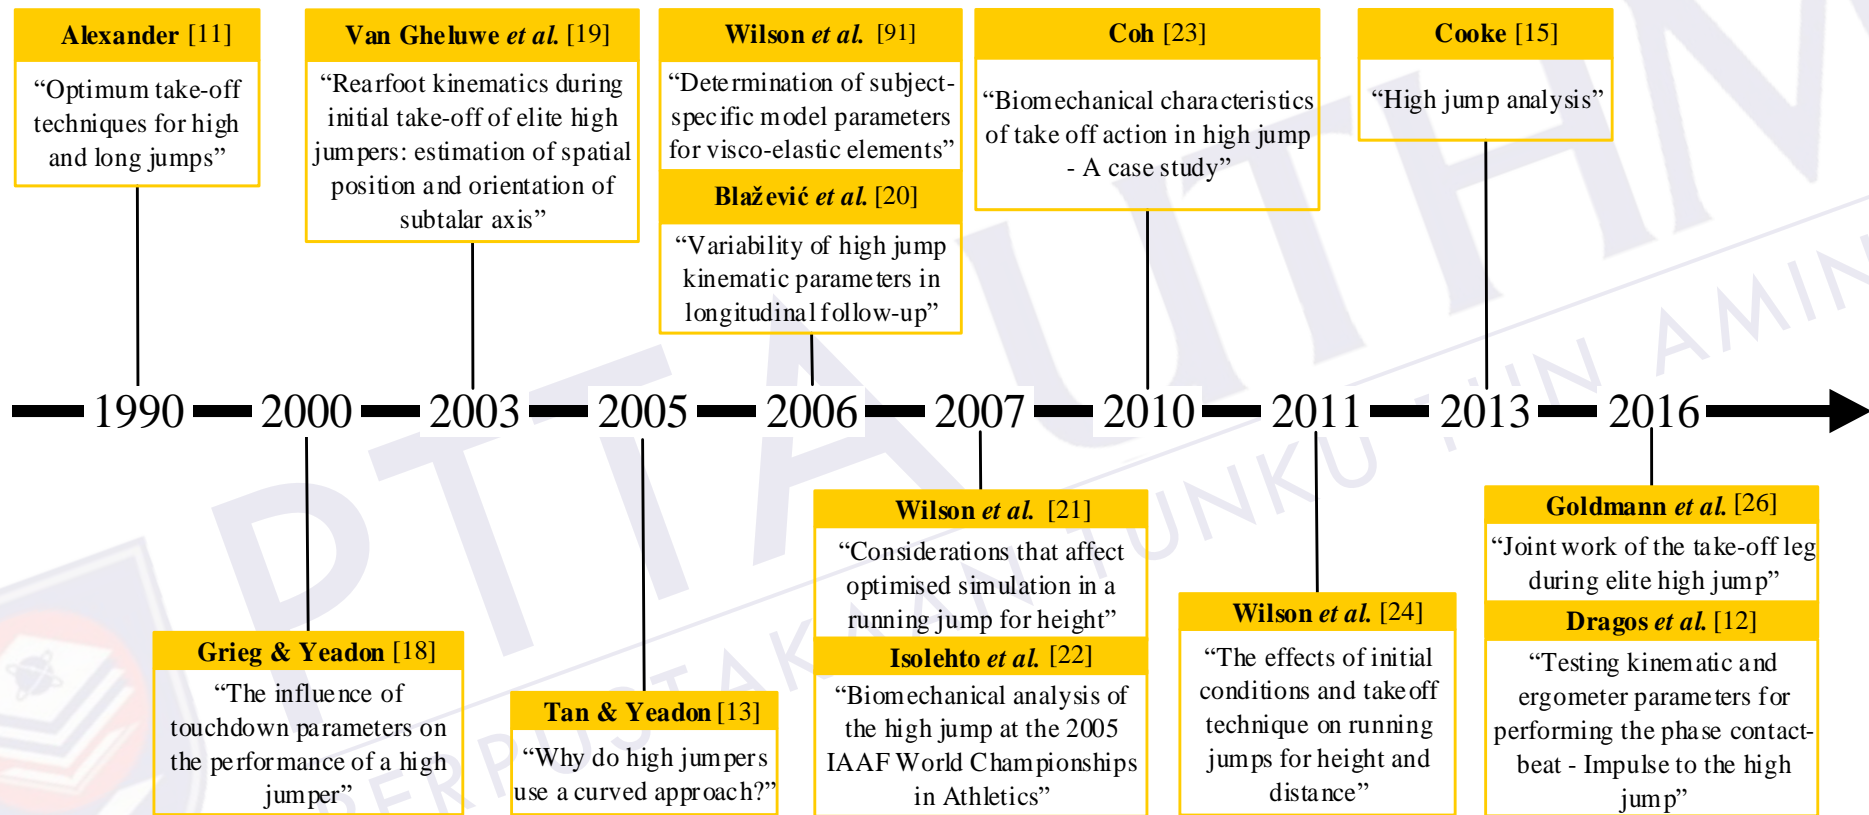 Alexander [11]
“Optimum take-off
techniques for high
and long jumps”
Van Gheluwe et al. [19]
“Rearfoot kinematics during
initial take-off of elite high
jumpers: estimation of spatial
position and orientation of
subtalar axis”
Wilson et al. [91]
“Determination of subject-
specific model parameters
for visco-elastic elements”
Blažević et al. [20]
“Variability of high jump
kinematic parameters in
longitudinal follow-up”
Coh [23]
“Biomechanical characteristics
of take off action in high jump
- A case study”
Cooke [15]
“High jump analysis”
1990 2000 2003 2005 2006 2007 2010 2011 2013 2016
Grieg & Yeadon [18]
“The influence of
touchdown parameters on
the performance of a high
jumper”
Tan & Yeadon [13]
“Why do high jumpers
use a curved approach?”
Wilson et al. [21]
“Considerations that affect
optimised simulation in a
running jump for height”
Isolehto et al. [22]
“Biomechanical analysis of
the high jump at the 2005
IAAF World Championships
in Athletics”
Wilson et al. [24]
“The effects of initial
conditions and takeoff
technique on running
jumps for height and
distance”
Goldmann et al. [26]
“Joint work of the take-off leg
during elite high jump”
Dragos et al. [12]
“Testing kinematic and
ergometer parameters for
performing the phase contact-
beat - Impulse to the high
jump”
PTTA UTHM
PERPUSTAKAAN TUNKU TUN AMIN